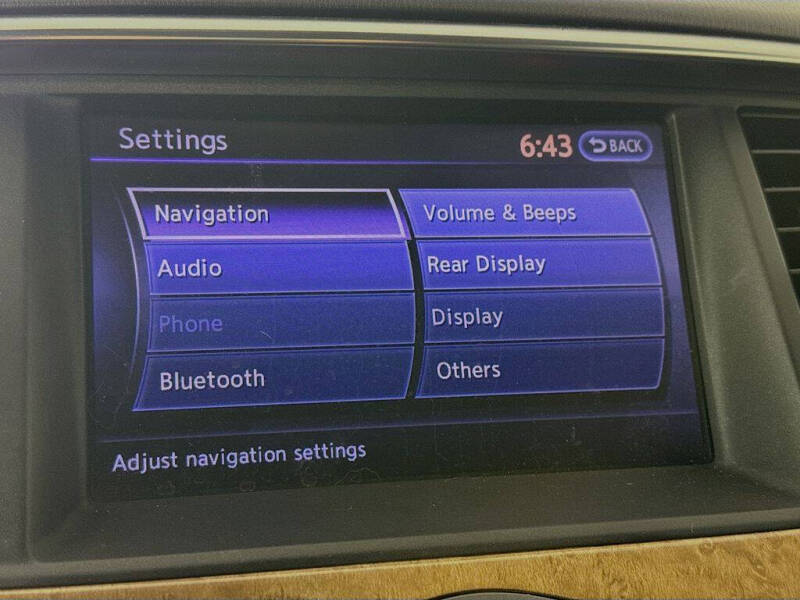 Settings
6:43
BACK
Navigation
Volume & Beeps
Audio
Rear Display
Phone
Display
Bluetooth
Others
Adjust navigation settings